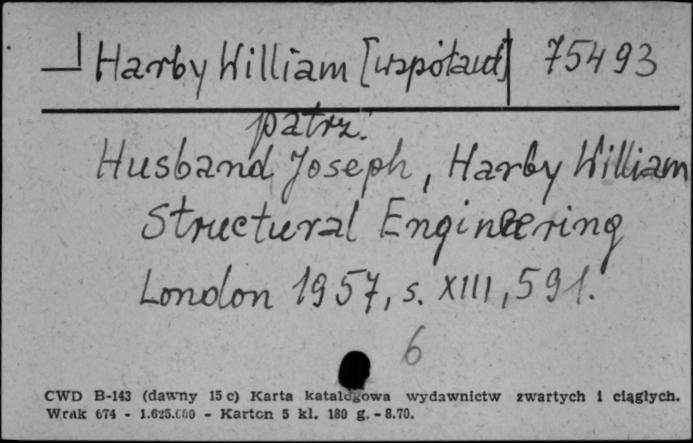 Harby William [współaut] 75493
patrz:
Husband Joseph, Harby William
Structural Engineering
London 1957, s. XIII, 591.
6
CWD B-143 (dawny 15 c) Karta katalogowa wydawnictw zwartych i ciągłych.
Wrak 674 - 1.625.000 - Karton 5 kl. 180 g. - 8.70.